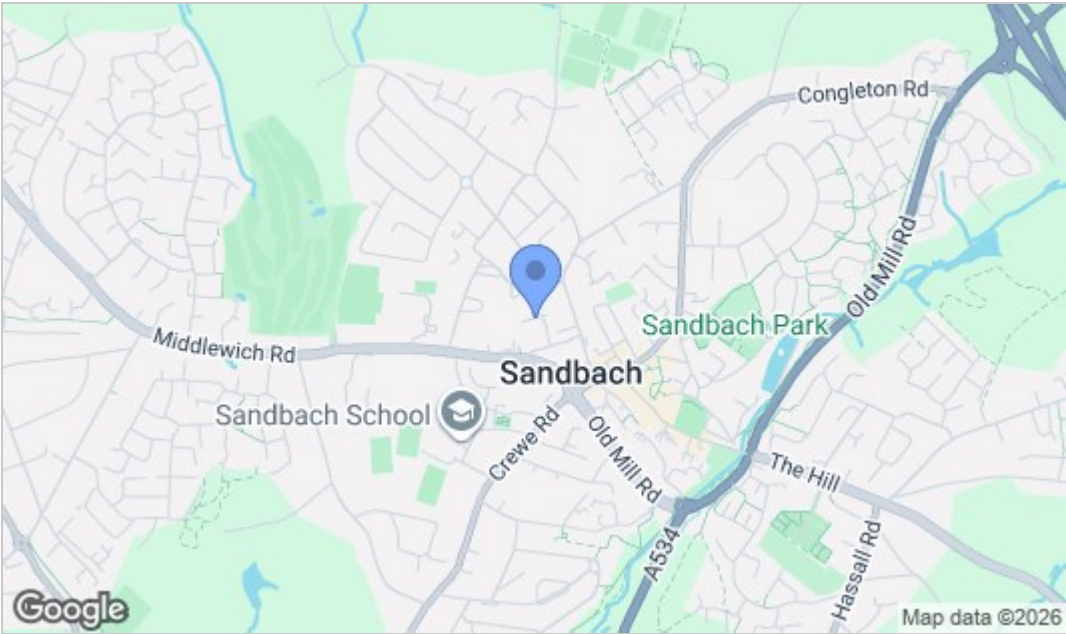 Congleton Rd
Old Mill Rd
Sandbach Park
Middlewich Rd
Sandbach
Sandbach School
Crewe Rd
Old Mill Rd
The Hill
A534
Hassall Rd
Google
Map data ©2026